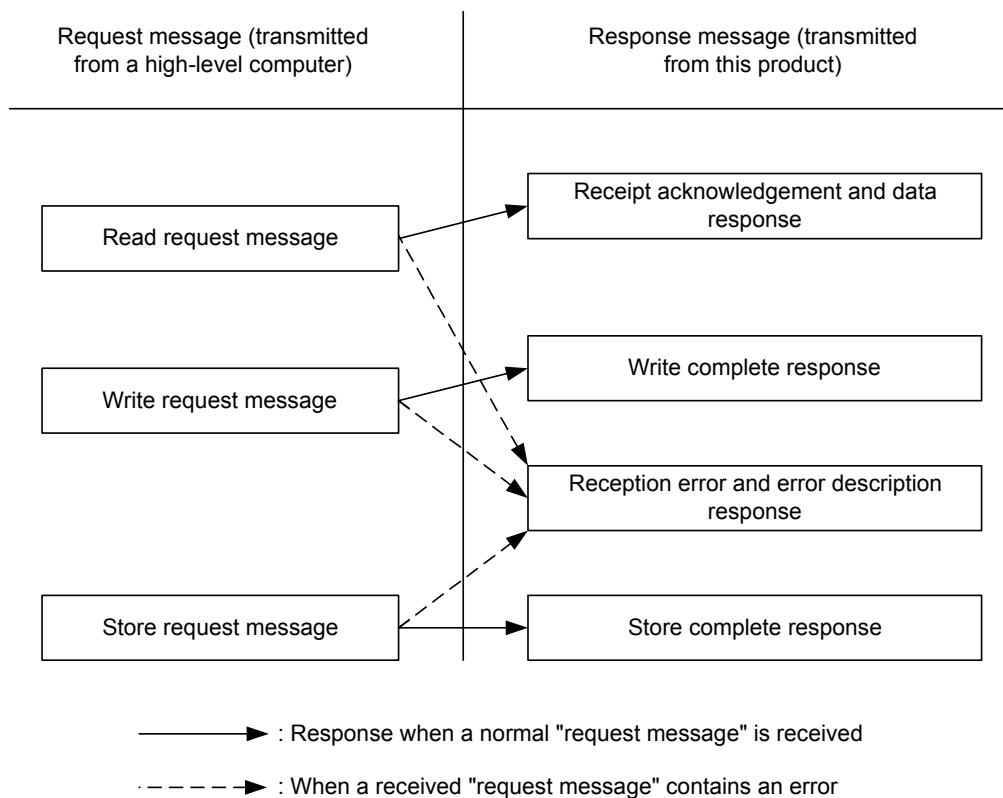 Request message (transmitted
from a high-level computer)
Response message (transmitted
from this product)
Read request message
Receipt acknowledgement and data
response
Write request message
Write complete response
Reception error and error description
response
Store request message
Store complete response
: Response when a normal "request message" is received
: When a received "request message" contains an error